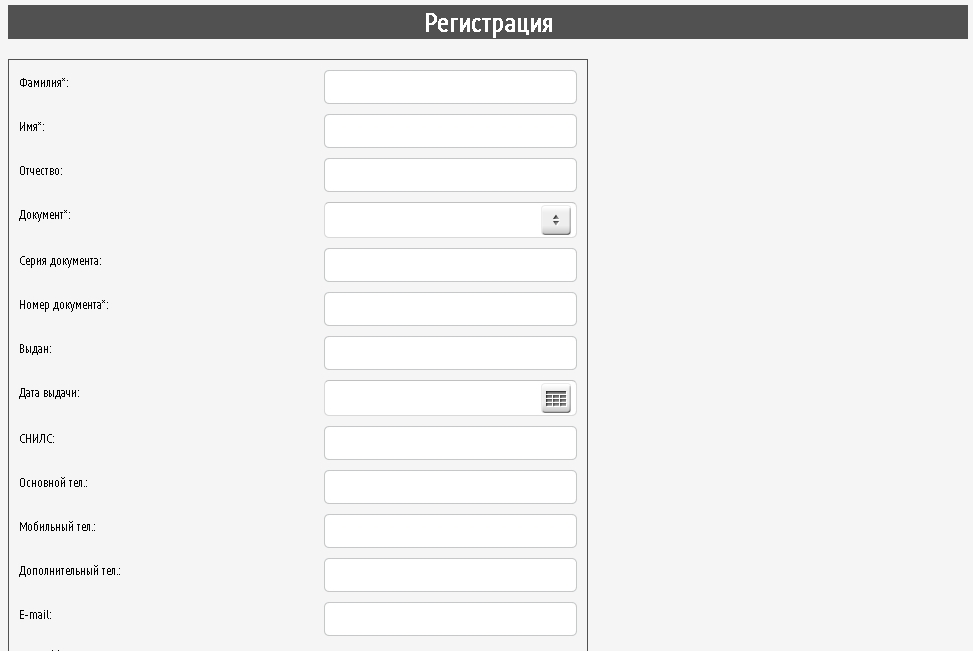 Регистрация
Фамилия*:
Имя*:
Отчество:
Документ*:
Серия документа:
Номер документа*:
Выдан:
Дата выдачи:
СНИЛС:
Основной тел.:
Мобильный тел.:
Дополнительный тел.:
E-mail: